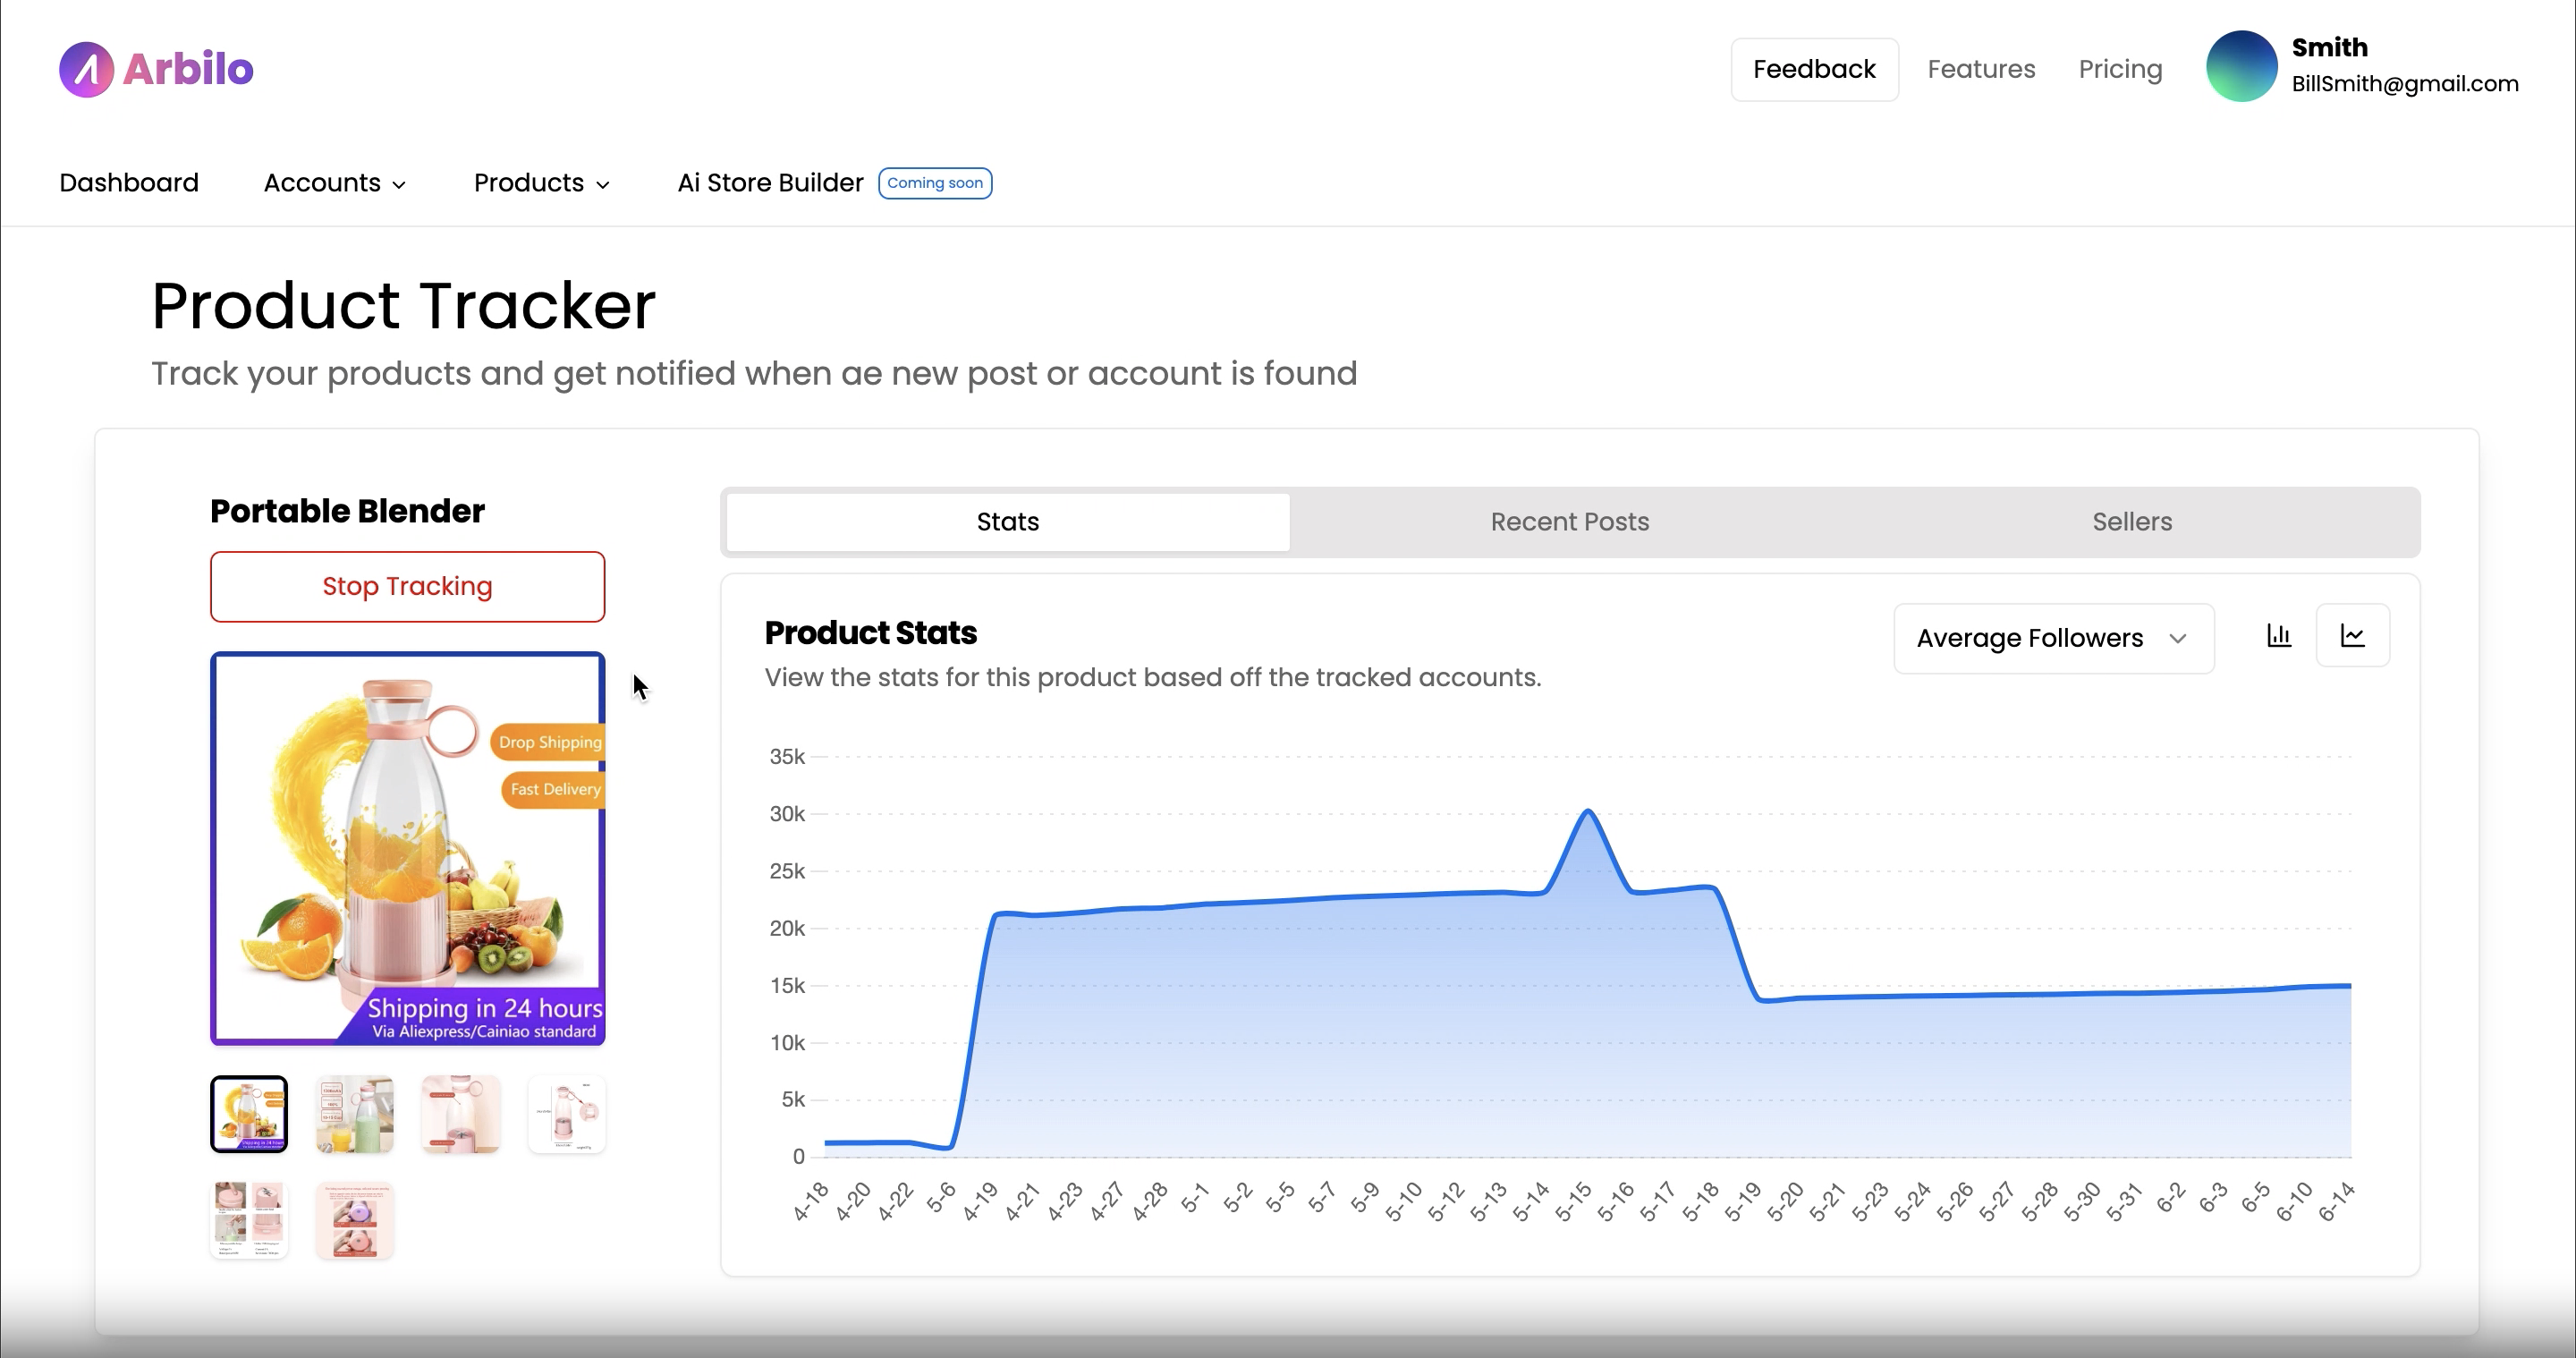 Arbilo
Feedback
Features
Pricing
Smith
BillSmith@gmail.com
Dashboard
Accounts
Products
Ai Store Builder
Coming soon
Product Tracker
Track your products and get notified when ae new post or account is found
Portable Blender
Stop Tracking
Drop Shipping
Fast Delivery
Shipping in 24 hours
Via Aliexpress/Cainiao standard
Stats
Recent Posts
Sellers
Product Stats
View the stats for this product based off the tracked accounts.
Average Followers
35k
30k
25k
20k
15k
10k
5k
0
4-18
4-20
4-22
5-6
4-19
4-21
4-23
4-27
4-28
5-1
5-2
5-5
5-7
5-9
5-10
5-12
5-13
5-14
5-15
5-16
5-17
5-18
5-19
5-20
5-21
5-23
5-24
5-26
5-27
5-28
5-30
5-31
6-2
6-3
6-5
6-10
6-14